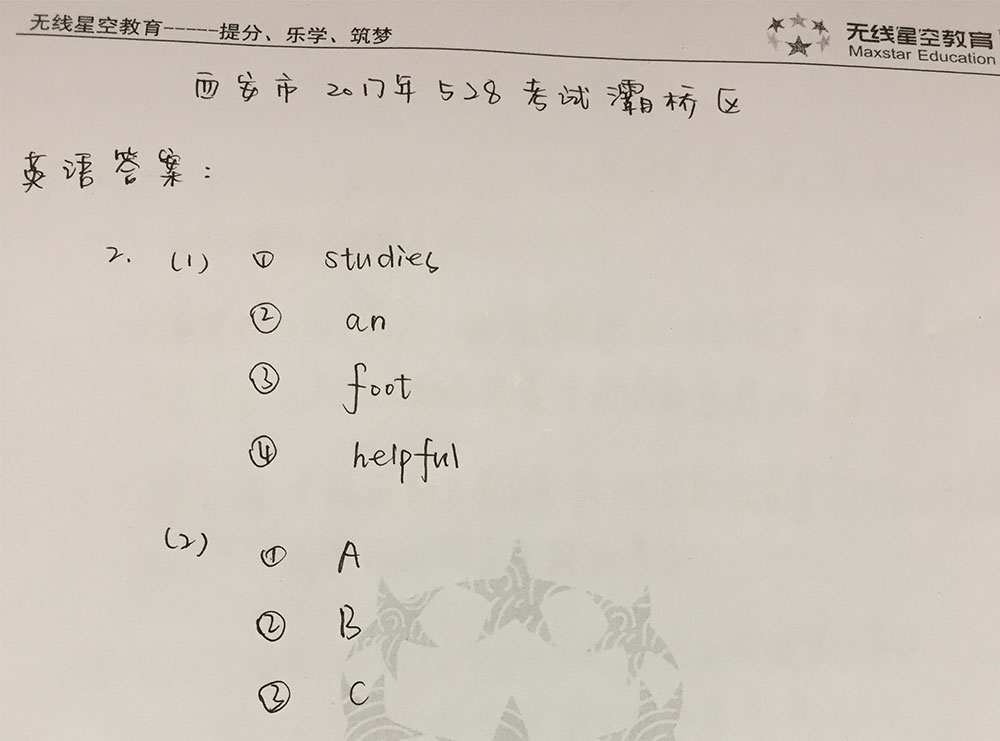 无线星空教育-----提分、乐学、筑梦
无线星空教育
Maxstar Education
西安市 2017年 528 考试灞桥区
英语答案:
2. (1) ① studies
② an
③ foot
④ helpful
(2) ① A
② B
③ C